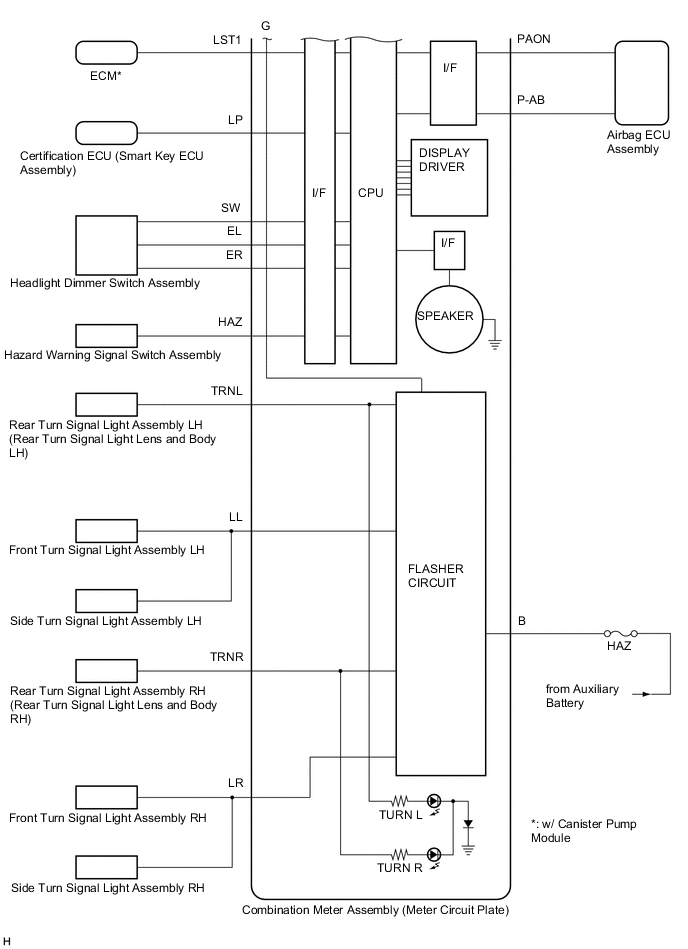 G
LST1
PAON
ECM*
I/F
P-AB
LP
Airbag ECU
Assembly
Certification ECU (Smart Key ECU
Assembly)
DISPLAY
DRIVER
I/F
CPU
SW
EL
I/F
ER
Headlight Dimmer Switch Assembly
SPEAKER
HAZ
Hazard Warning Signal Switch Assembly
TRNL
Rear Turn Signal Light Assembly LH
(Rear Turn Signal Light Lens and Body
LH)
LL
Front Turn Signal Light Assembly LH
FLASHER
CIRCUIT
Side Turn Signal Light Assembly LH
B
HAZ
TRNR
Rear Turn Signal Light Assembly RH
(Rear Turn Signal Light Lens and Body
RH)
from Auxiliary
Battery
LR
Front Turn Signal Light Assembly RH
TURN L
*: w/ Canister Pump
Module
TURN R
Side Turn Signal Light Assembly RH
Combination Meter Assembly (Meter Circuit Plate)
H